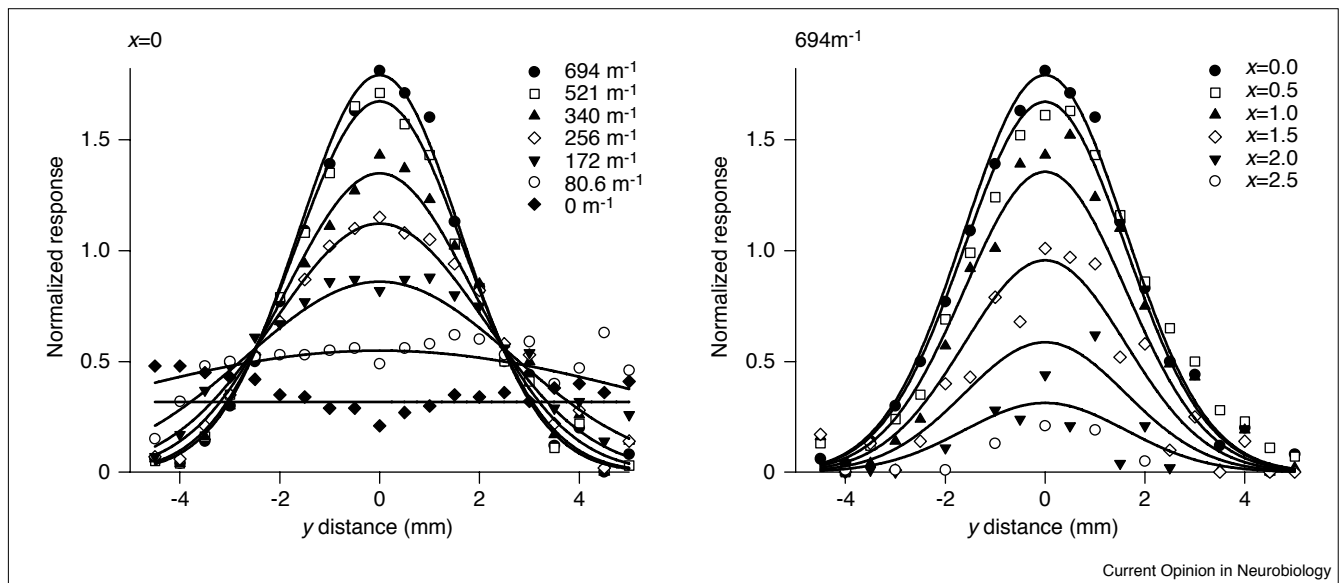 x=0
694 m-1
521 m-1
340 m-1
256 m-1
172 m-1
80.6 m-1
0 m-1
1.5
1.0
0.5
0
Normalized response
-4 -2 0 2 4
y distance (mm)
694m-1
x=0.0
x=0.5
x=1.0
x=1.5
x=2.0
x=2.5
1.5
1.0
0.5
0
Normalized response
-4 -2 0 2 4
y distance (mm)
Current Opinion in Neurobiology